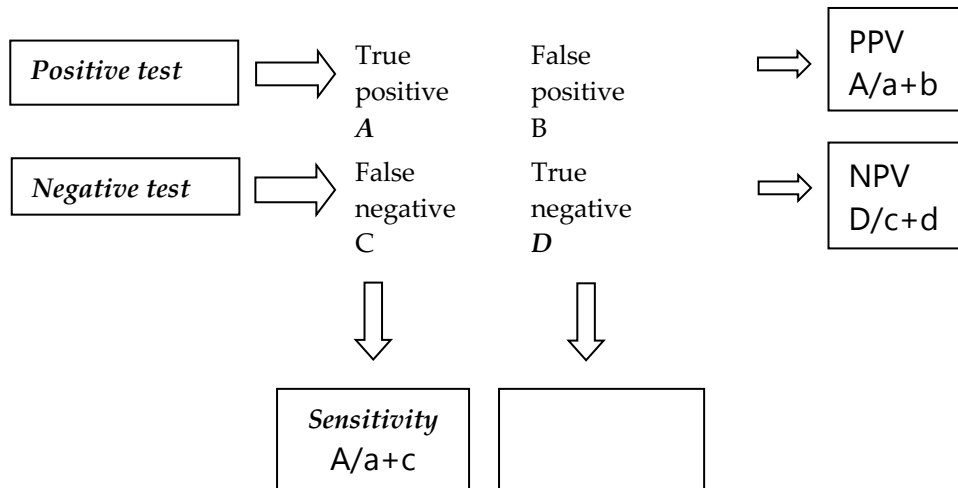 Positive test
True
positive
A
False
positive
B
PPV
A/a+b
Negative test
False
negative
C
True
negative
D
NPV
D/c+d
Sensitivity
A/a+c